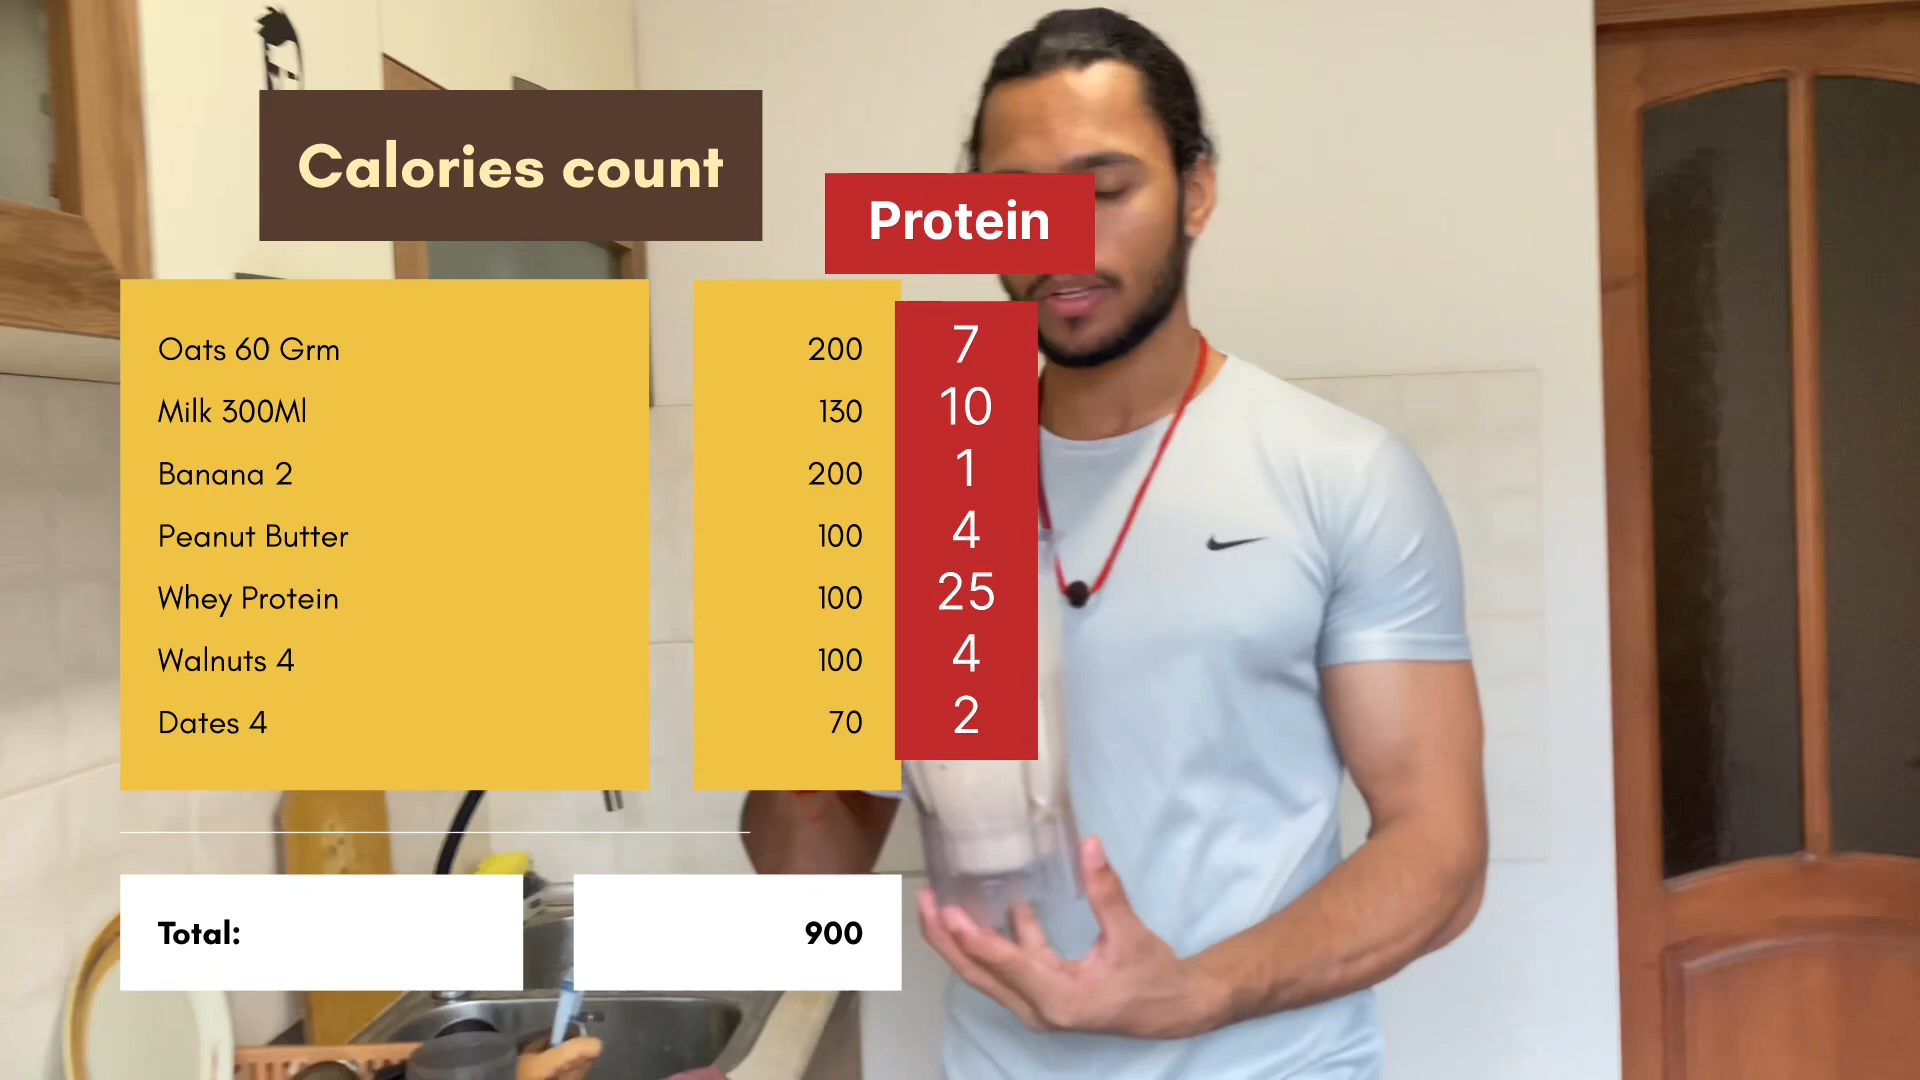 Calories count
Protein
Oats 60 Grm 200 7
Milk 300Ml 130 10
Banana 2 200 1
Peanut Butter 100 4
Whey Protein 100 25
Walnuts 4 100 4
Dates 4 70 2
Total: 900